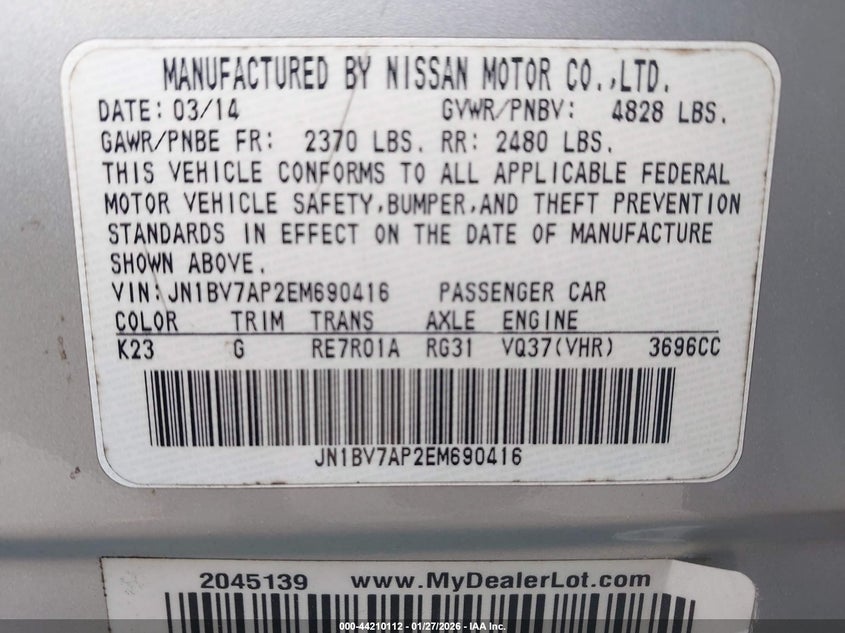 MANUFACTURED BY NISSAN MOTOR CO.,LTD.
DATE: 03/14 GVWR/PNBV: 4828 LBS.
GAWR/PNBE FR: 2370 LBS. RR: 2480 LBS.
THIS VEHICLE CONFORMS TO ALL APPLICABLE FEDERAL
MOTOR VEHICLE SAFETY,BUMPER,AND THEFT PREVENTION
STANDARDS IN EFFECT ON THE DATE OF MANUFACTURE
SHOWN ABOVE.
VIN:JN1BV7AP2EM690416 PASSENGER CAR
COLOR TRIM TRANS AXLE ENGINE
K23 G RE7R01A RG31 VQ37(VHR) 3696CC
JN1BV7AP2EM690416
2045139 www.MyDealerLot.com
000-44210112 - 01/27/2026 - IAA Inc.